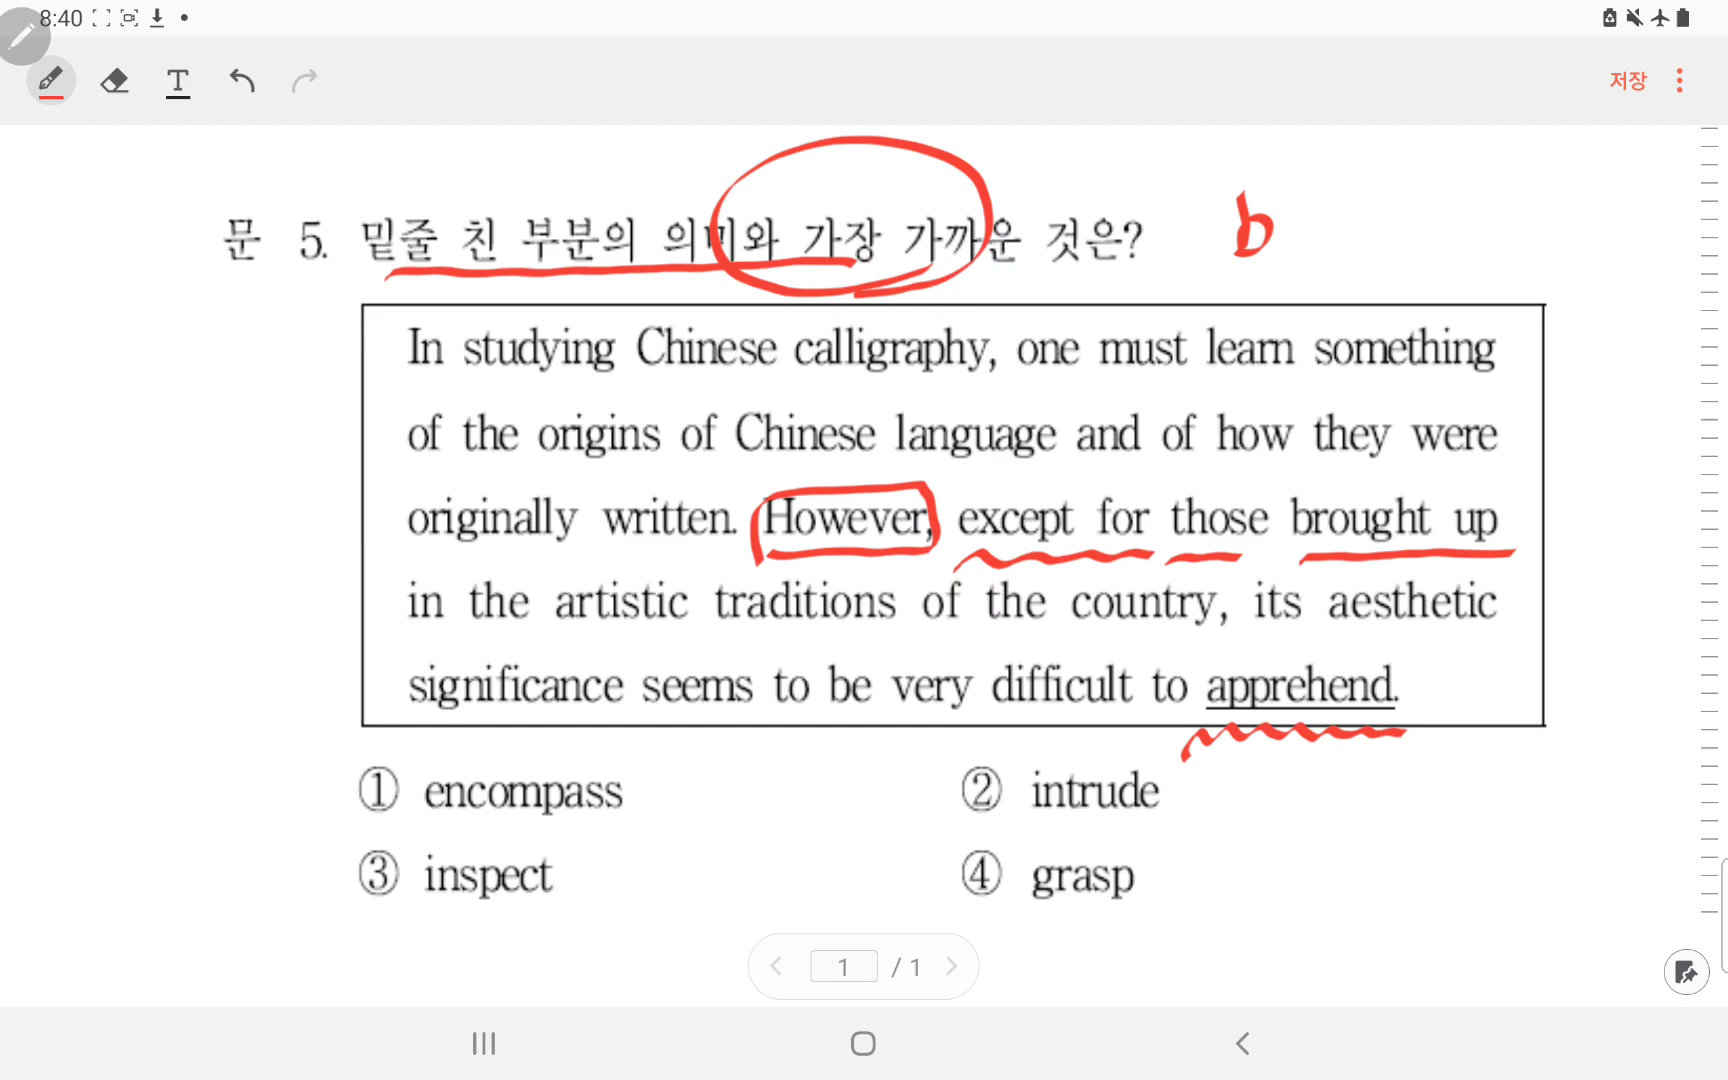 8:40
저장
문 5. 밑줄 친 부분의 의미와 가장 가까운 것은? b
In studying Chinese calligraphy, one must learn something
of the origins of Chinese language and of how they were
originally written. However, except for those brought up
in the artistic traditions of the country, its aesthetic
significance seems to be very difficult to apprehend.
① encompass ② intrude
③ inspect ④ grasp
1 / 1